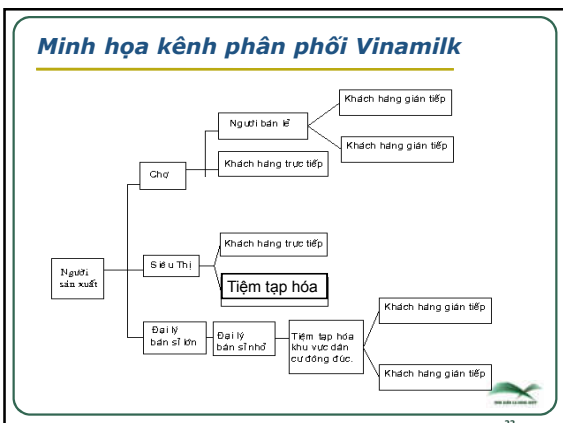 Minh họa kênh phân phối Vinamilk
Khách hàng gián tiếp
Người bán lẻ
Khách hàng gián tiếp
Chợ
Khách hàng trực tiếp
Khách hàng trực tiếp
Người
sản xuất
Siêu Thị
Tiệm tạp hóa
Khách hàng gián tiếp
Đại lý
bán sỉ lớn
Đại lý
bán sỉ nhỏ
Tiệm tạp hóa
khu vực dân
cư đông đúc.
Khách hàng gián tiếp